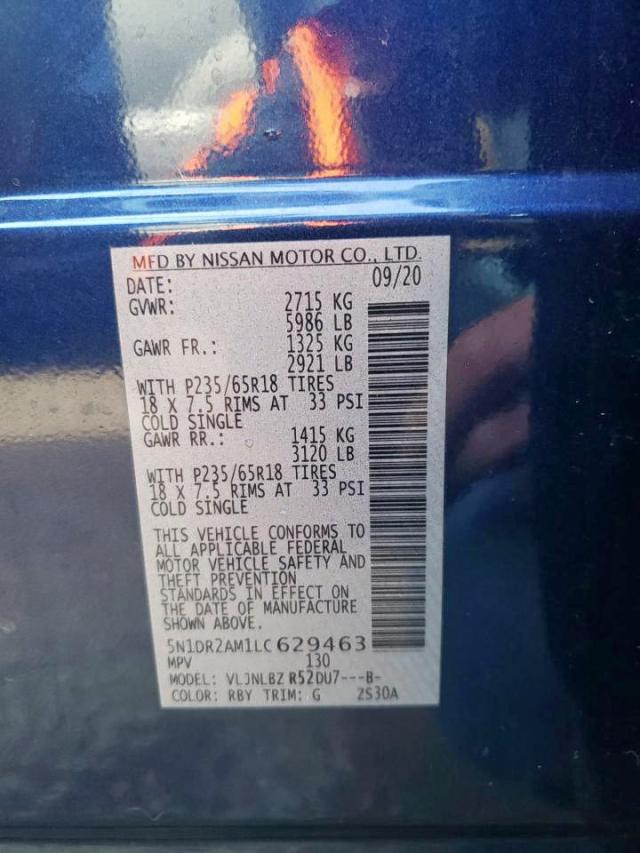 MFD BY NISSAN MOTOR CO., LTD.
DATE: 09/20
GVWR: 2715 KG
5986 LB
GAWR FR.: 1325 KG
2921 LB
WITH P235/65R18 TIRES
18 X 7.5 RIMS AT 33 PSI
COLD SINGLE
GAWR RR.: 1415 KG
3120 LB
WITH P235/65R18 TIRES
18 X 7.5 RIMS AT 33 PSI
COLD SINGLE
THIS VEHICLE CONFORMS TO
ALL APPLICABLE FEDERAL
MOTOR VEHICLE SAFETY AND
THEFT PREVENTION
STANDARDS IN EFFECT ON
THE DATE OF MANUFACTURE
SHOWN ABOVE.
5N1DR2AM1LC629463
MPV 130
MODEL: VLJNLBZ R52DU7---B-
COLOR: RBY TRIM: G 2S30A